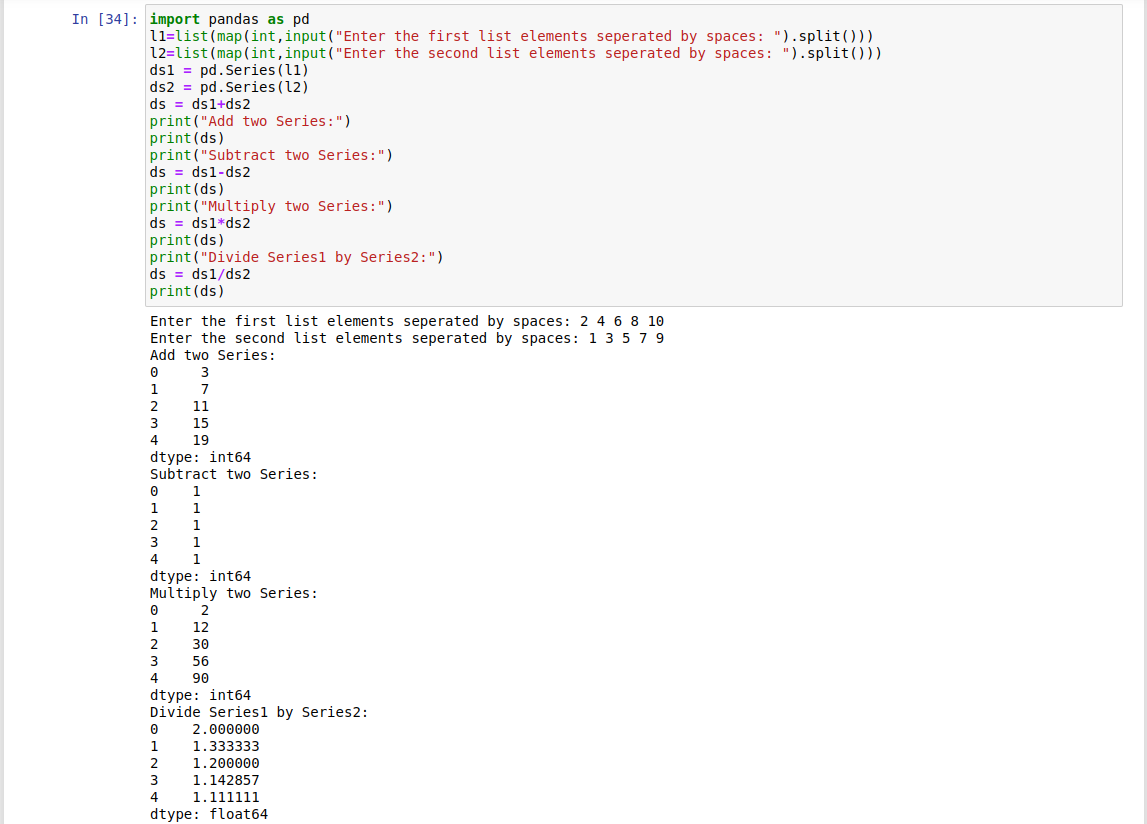 In [34]: import pandas as pd
l1=list(map(int,input("Enter the first list elements seperated by spaces: ").split()))
l2=list(map(int,input("Enter the second list elements seperated by spaces: ").split()))
ds1 = pd.Series(l1)
ds2 = pd.Series(l2)
ds = ds1+ds2
print("Add two Series:")
print(ds)
print("Subtract two Series:")
ds = ds1-ds2
print(ds)
print("Multiply two Series:")
ds = ds1*ds2
print(ds)
print("Divide Series1 by Series2:")
ds = ds1/ds2
print(ds)
Enter the first list elements seperated by spaces: 2 4 6 8 10
Enter the second list elements seperated by spaces: 1 3 5 7 9
Add two Series:
0     3
1     7
2    11
3    15
4    19
dtype: int64
Subtract two Series:
0    1
1    1
2    1
3    1
4    1
dtype: int64
Multiply two Series:
0     2
1    12
2    30
3    56
4    90
dtype: int64
Divide Series1 by Series2:
0    2.000000
1    1.333333
2    1.200000
3    1.142857
4    1.111111
dtype: float64